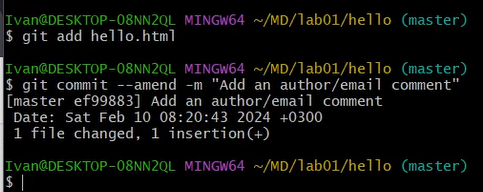 Ivan@DESKTOP-08NN2QL MINGW64 ~/MD/lab01/hello (master)
$ git add hello.html
Ivan@DESKTOP-08NN2QL MINGW64 ~/MD/lab01/hello (master)
$ git commit --amend -m "Add an author/email comment"
[master ef99883] Add an author/email comment
 Date: Sat Feb 10 08:20:43 2024 +0300
 1 file changed, 1 insertion(+)
Ivan@DESKTOP-08NN2QL MINGW64 ~/MD/lab01/hello (master)
$